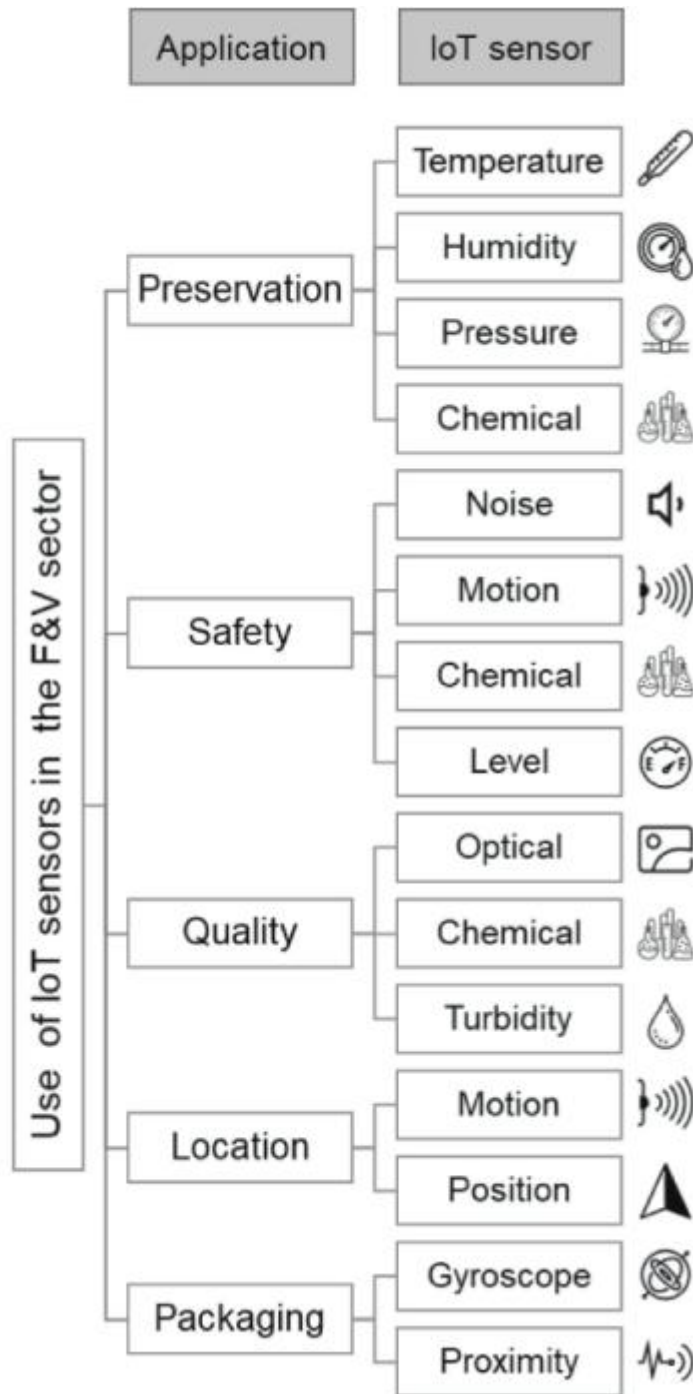 Application
IoT sensor
Use of IoT sensors in the F&V sector
Preservation
Temperature
Humidity
Pressure
Chemical
Safety
Noise
Motion
Chemical
Level
E F
Quality
Optical
Chemical
Turbidity
Location
Motion
Position
Packaging
Gyroscope
Proximity